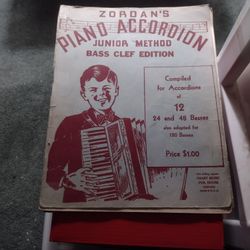 ZORDAN'S
PIANO ACCORDION
JUNIOR METHOD
BASS CLEF EDITION
Compiled
for Accordions
of
12
24 and 48 Basses
also adapted for
120 Basses
Price $1.00